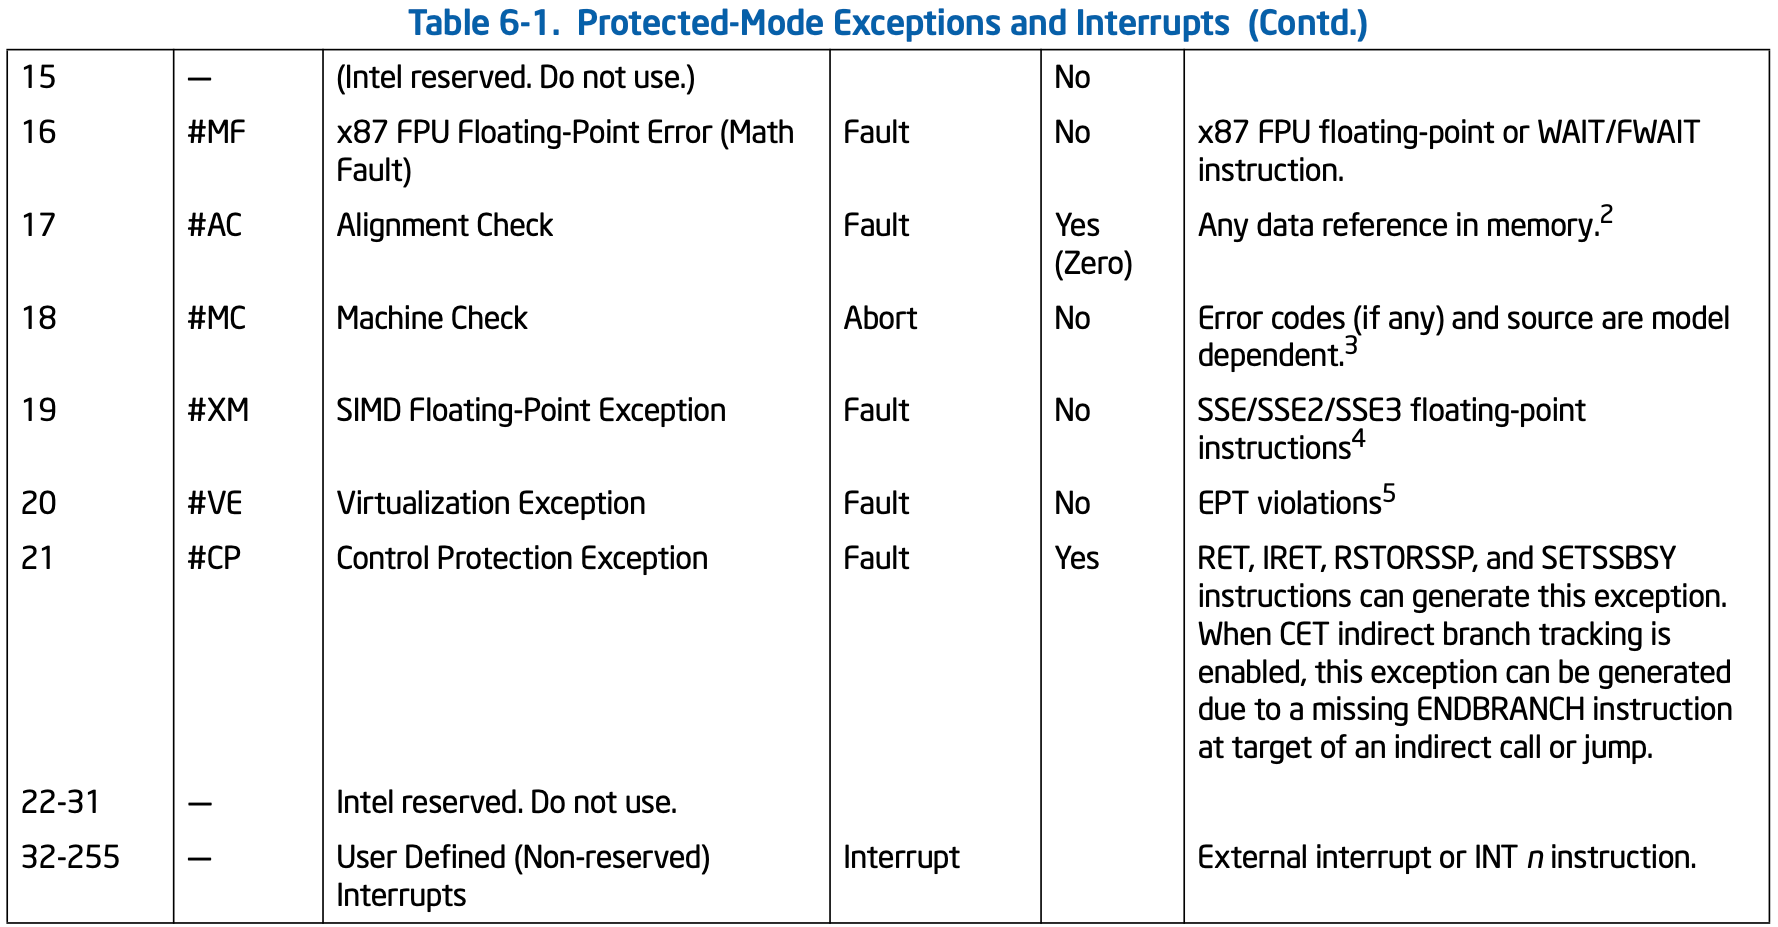 Table 6-1. Protected-Mode Exceptions and Interrupts (Contd.)
15 — (Intel reserved. Do not use.) No
16 #MF x87 FPU Floating-Point Error (Math Fault) Fault No x87 FPU floating-point or WAIT/FWAIT instruction.
17 #AC Alignment Check Fault Yes (Zero) Any data reference in memory.2
18 #MC Machine Check Abort No Error codes (if any) and source are model dependent.3
19 #XM SIMD Floating-Point Exception Fault No SSE/SSE2/SSE3 floating-point instructions4
20 #VE Virtualization Exception Fault No EPT violations5
21 #CP Control Protection Exception Fault Yes RET, IRET, RSTORSSP, and SETSSBSY
instructions can generate this exception.
When CET indirect branch tracking is
enabled, this exception can be generated
due to a missing ENDBRANCH instruction
at target of an indirect call or jump.
22-31 — Intel reserved. Do not use.
32-255 — User Defined (Non-reserved) Interrupts Interrupt External interrupt or INT n instruction.